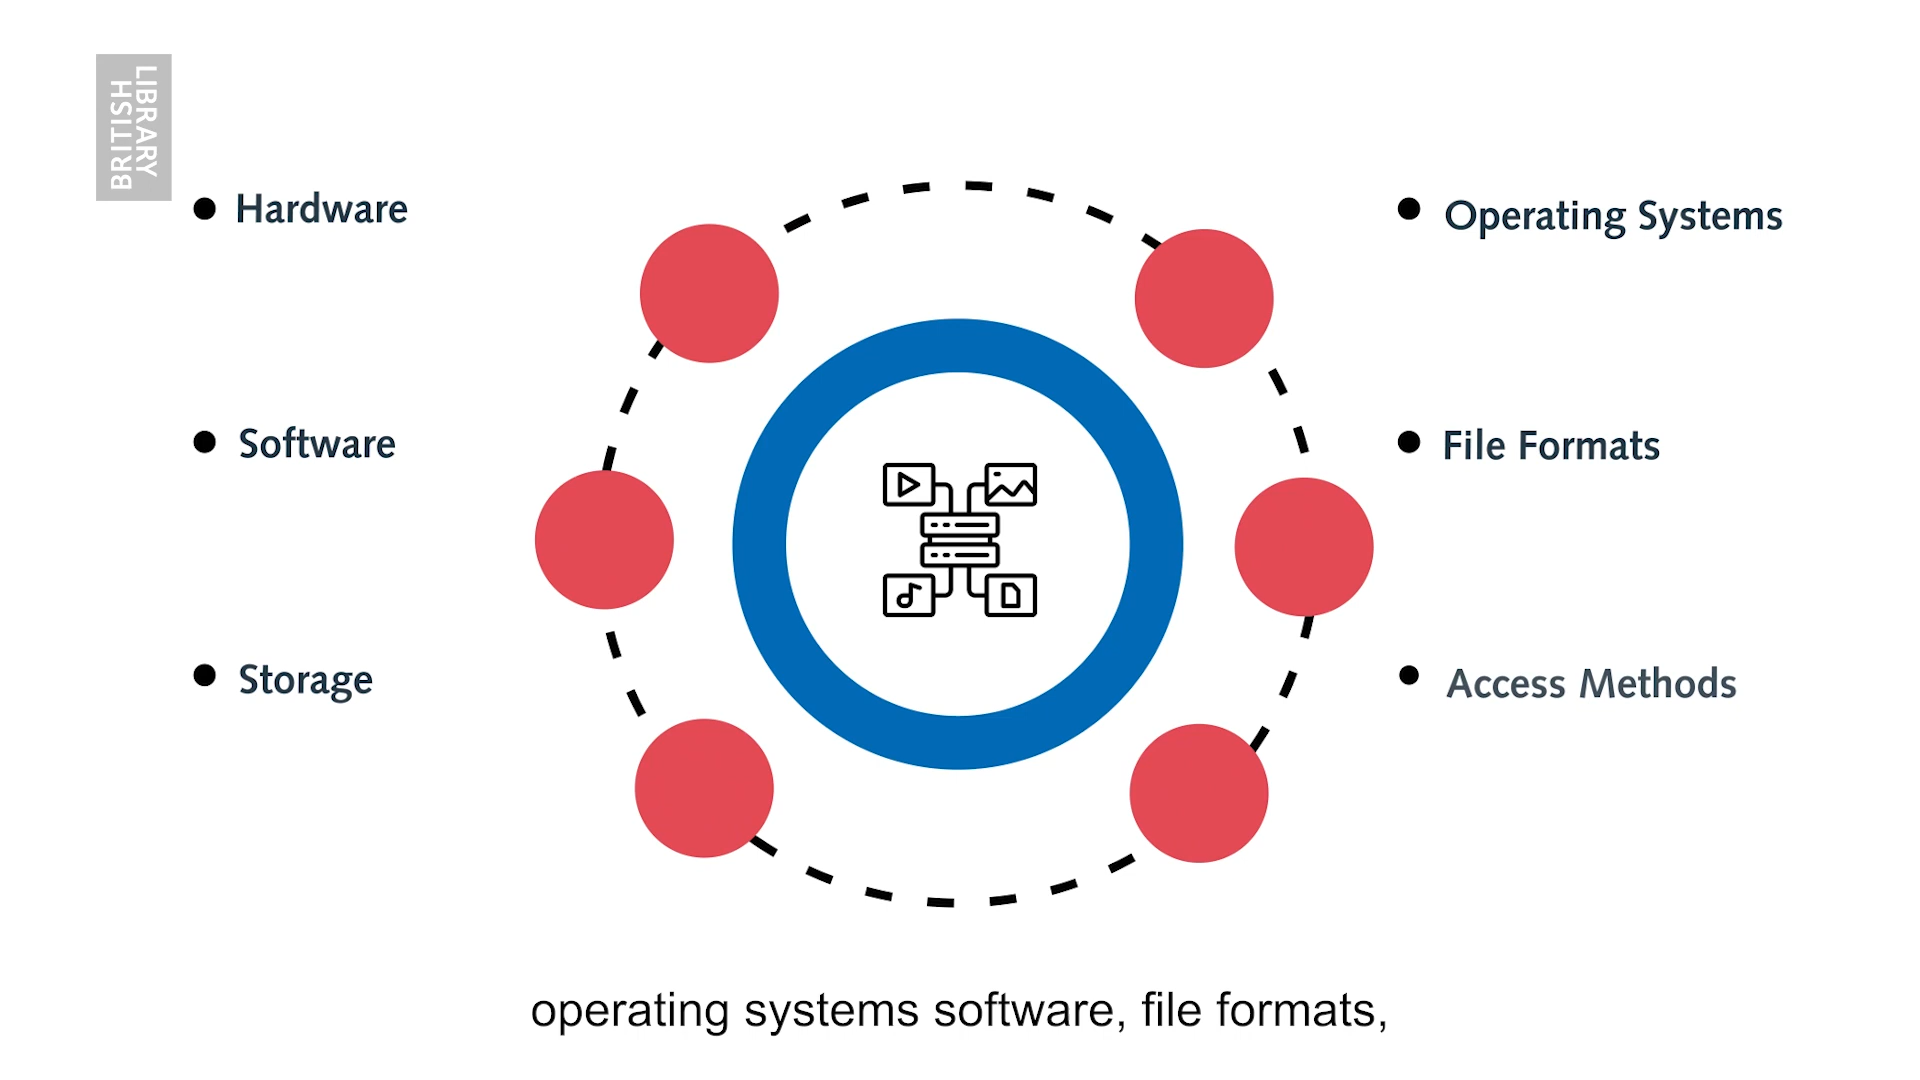 LIBRARY
BRITISH
Hardware
Operating Systems
Software
File Formats
Storage
Access Methods
operating systems software, file formats,